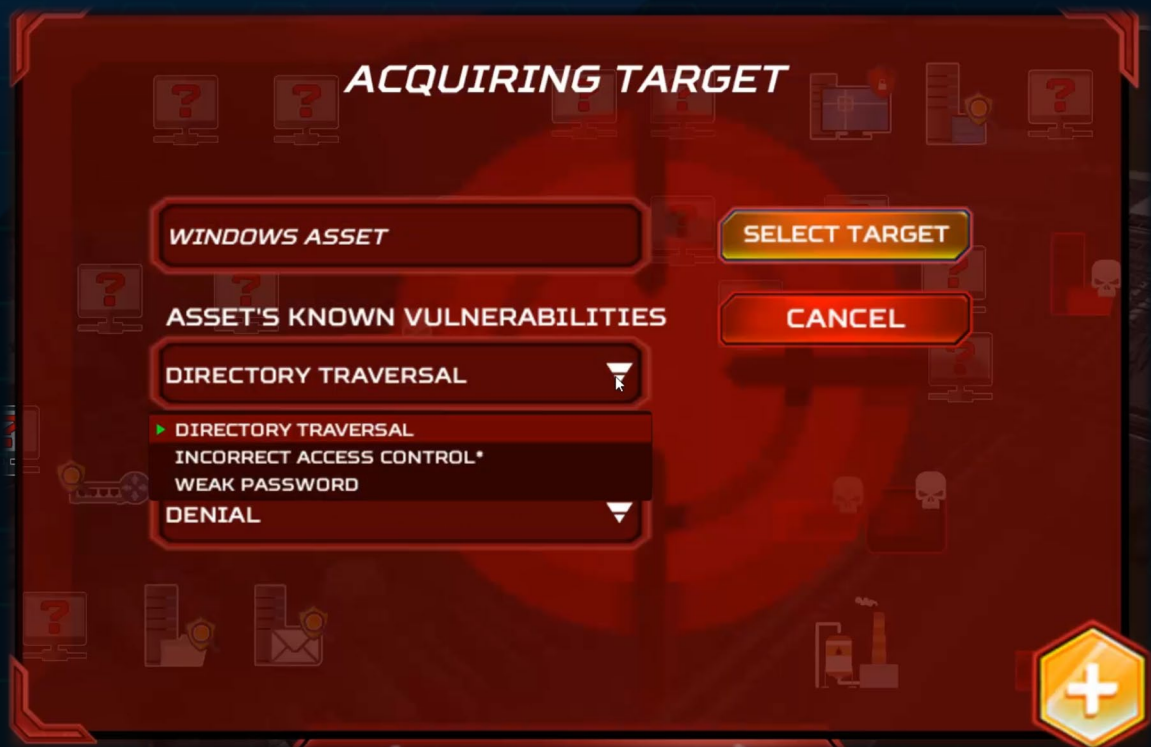 ACQUIRING TARGET
WINDOWS ASSET
SELECT TARGET
ASSET'S KNOWN VULNERABILITIES
CANCEL
DIRECTORY TRAVERSAL
DIRECTORY TRAVERSAL
INCORRECT ACCESS CONTROL*
WEAK PASSWORD
DENIAL